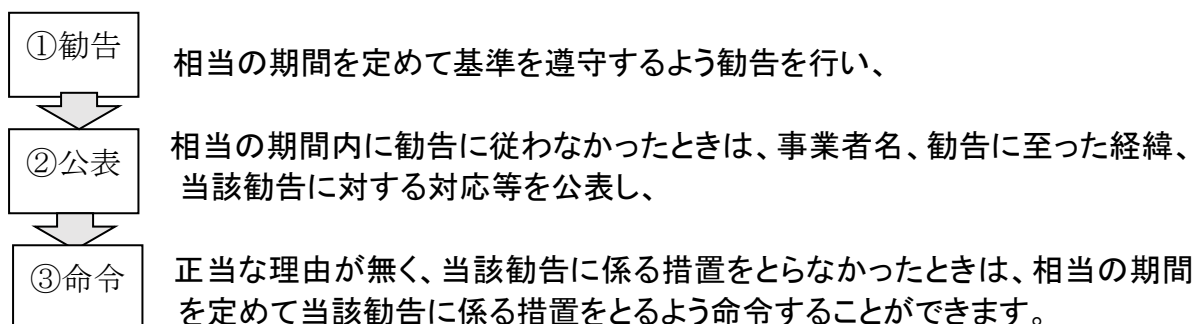 ①勧告
相当の期間を定めて基準を遵守するよう勧告を行い、
②公表
相当の期間内に勧告に従わなかったときは、事業者名、勧告に至った経緯、
当該勧告に対する対応等を公表し、
③命令
正当な理由が無く、当該勧告に係る措置をとらなかったときは、相当の期間
を定めて当該勧告に係る措置をとるよう命令することができます。